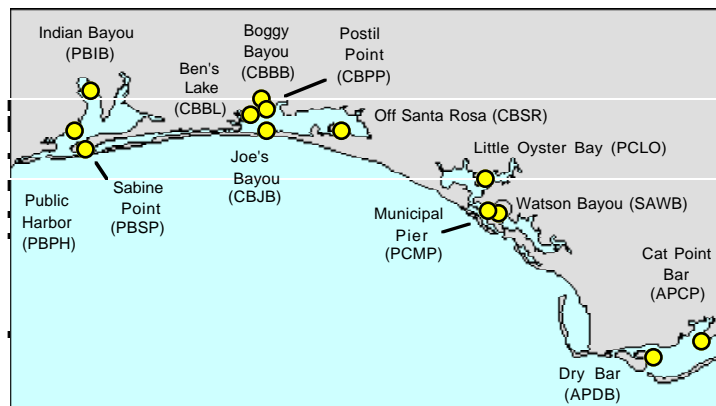 Indian Bayou
(PBIB)
Boggy
Bayou
(CBBB)
Postil
Point
(CBPP)
Ben's
Lake
(CBBL)
Off Santa Rosa (CBSR)
Little Oyster Bay (PCLO)
Joe's
Bayou
(CBJB)
Sabine
Point
(PBSP)
Public
Harbor
(PBPH)
Watson Bayou (SAWB)
Municipal
Pier
(PCMP)
Cat Point
Bar
(APCP)
Dry Bar
(APDB)